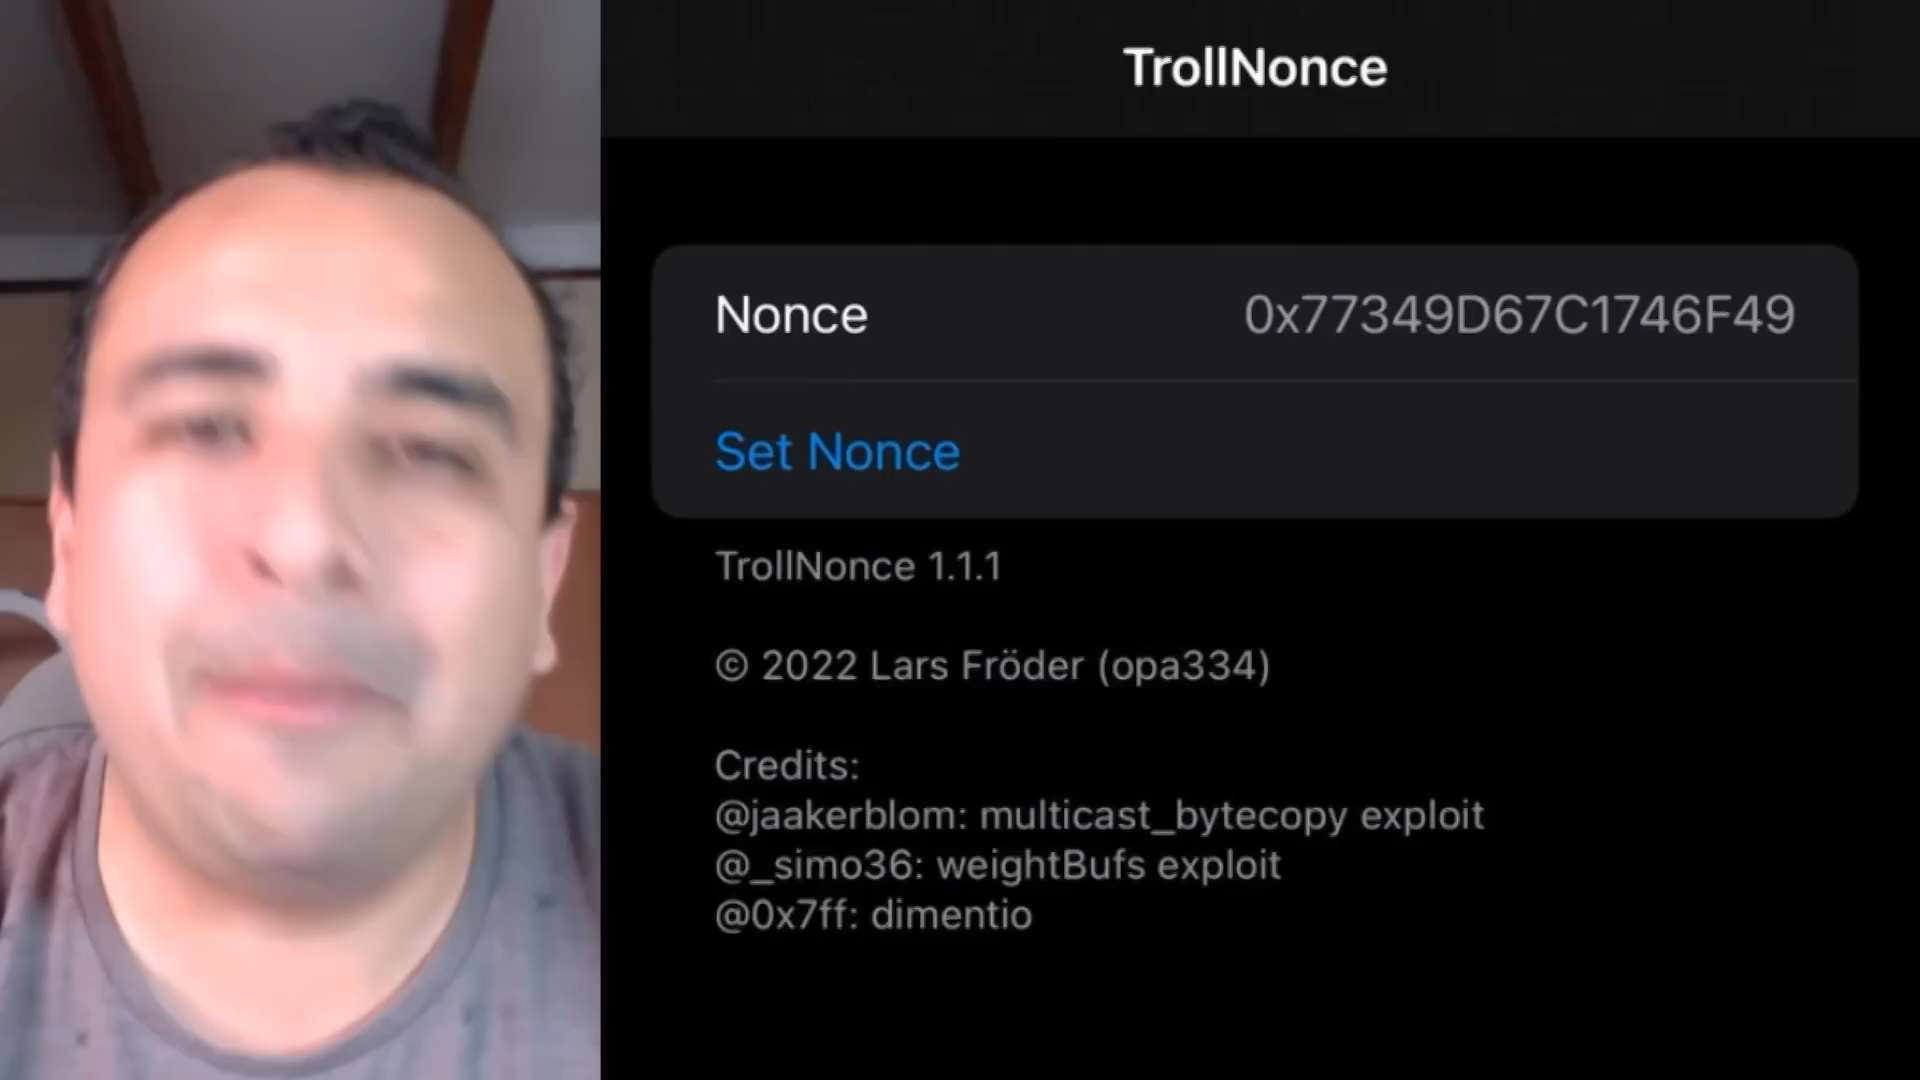 TrollNonce
Nonce 0x77349D67C1746F49
Set Nonce
TrollNonce 1.1.1
© 2022 Lars Fröder (opa334)
Credits:
@jaakerblom: multicast_bytecopy exploit
@_simo36: weightBufs exploit
@0x7ff: dimentio